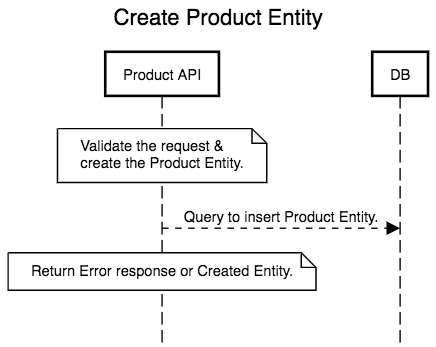 Create Product Entity
Product API
DB
Validate the request &
create the Product Entity.
Query to insert Product Entity.
Return Error response or Created Entity.